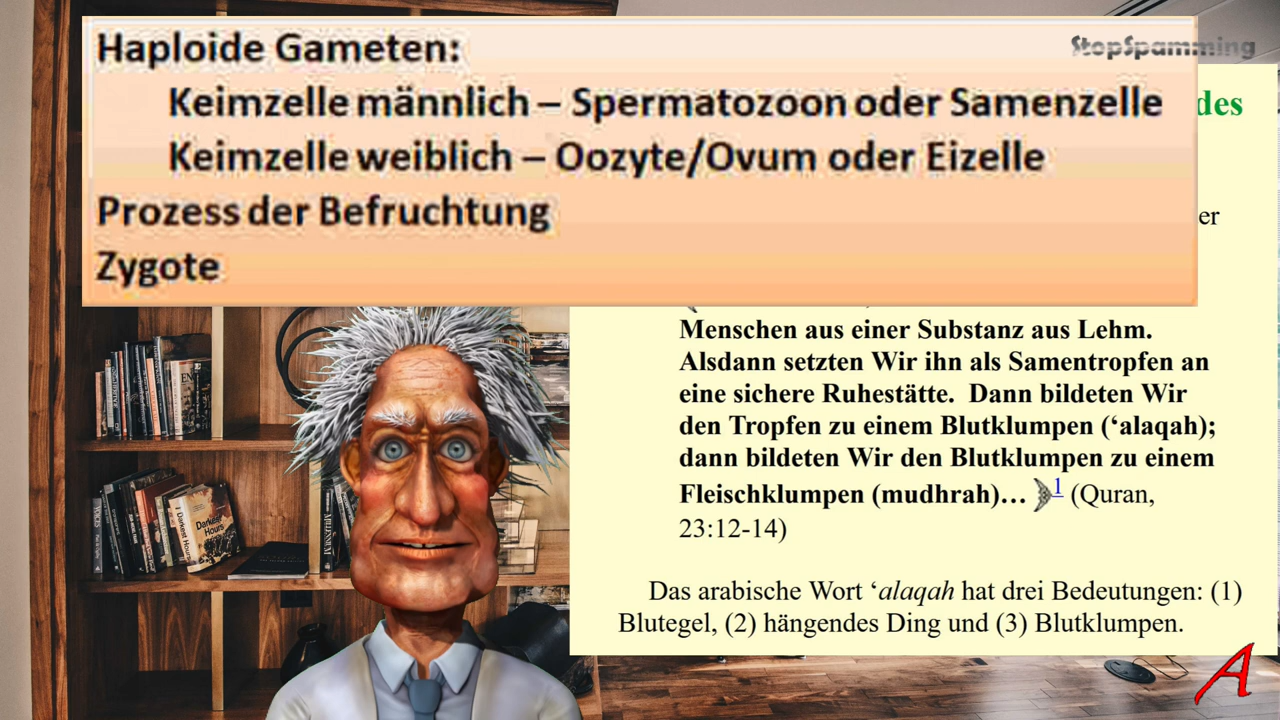 Haploide Gameten:
StopSpamming
Keimzelle männlich – Spermatozoon oder Samenzelle
Keimzelle weiblich – Oozyte/Ovum oder Eizelle
Prozess der Befruchtung
Zygote
des
er
Menschen aus einer Substanz aus Lehm.
Alsdann setzten Wir ihn als Samentropfen an
eine sichere Ruhestätte. Dann bildeten Wir
den Tropfen zu einem Blutklumpen (‘alaqah);
dann bildeten Wir den Blutklumpen zu einem
Fleischklumpen (mudhrah)… 1 (Quran,
23:12-14)
Das arabische Wort ‘alaqah hat drei Bedeutungen: (1)
Blutegel, (2) hängendes Ding und (3) Blutklumpen.
Darkest
Hours
A